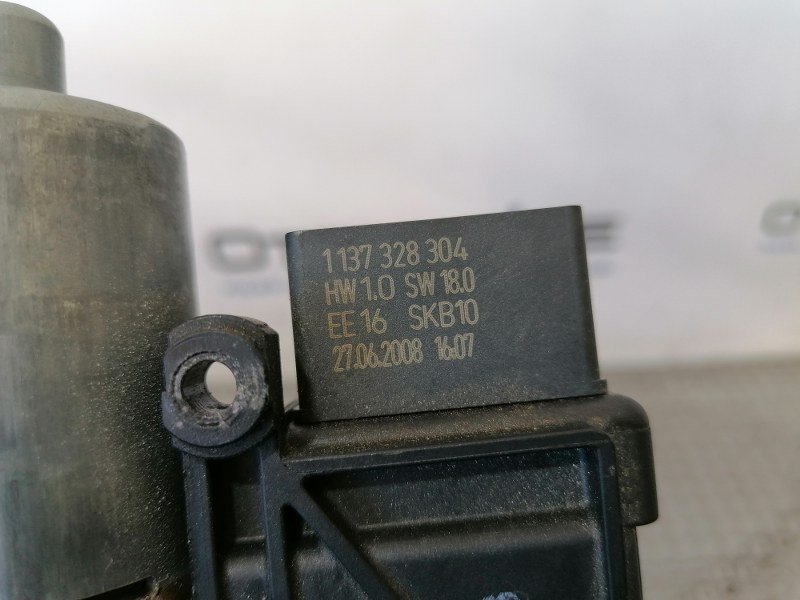 1 137 328 304
HW 1.0 SW 18.0
EE 16 SKB10
27.06.2008 16:07